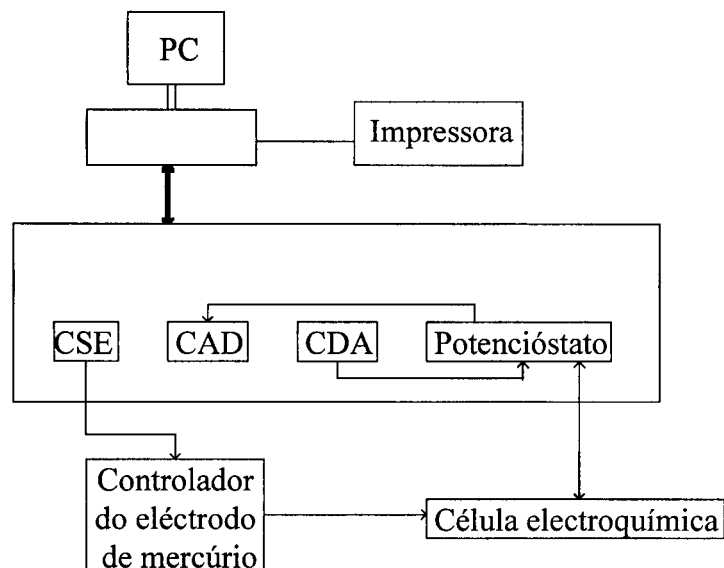 PC
Impressora
CSE
CAD
CDA
Potencióstato
Controlador
do eléctrodo
de mercúrio
Célula electroquímica